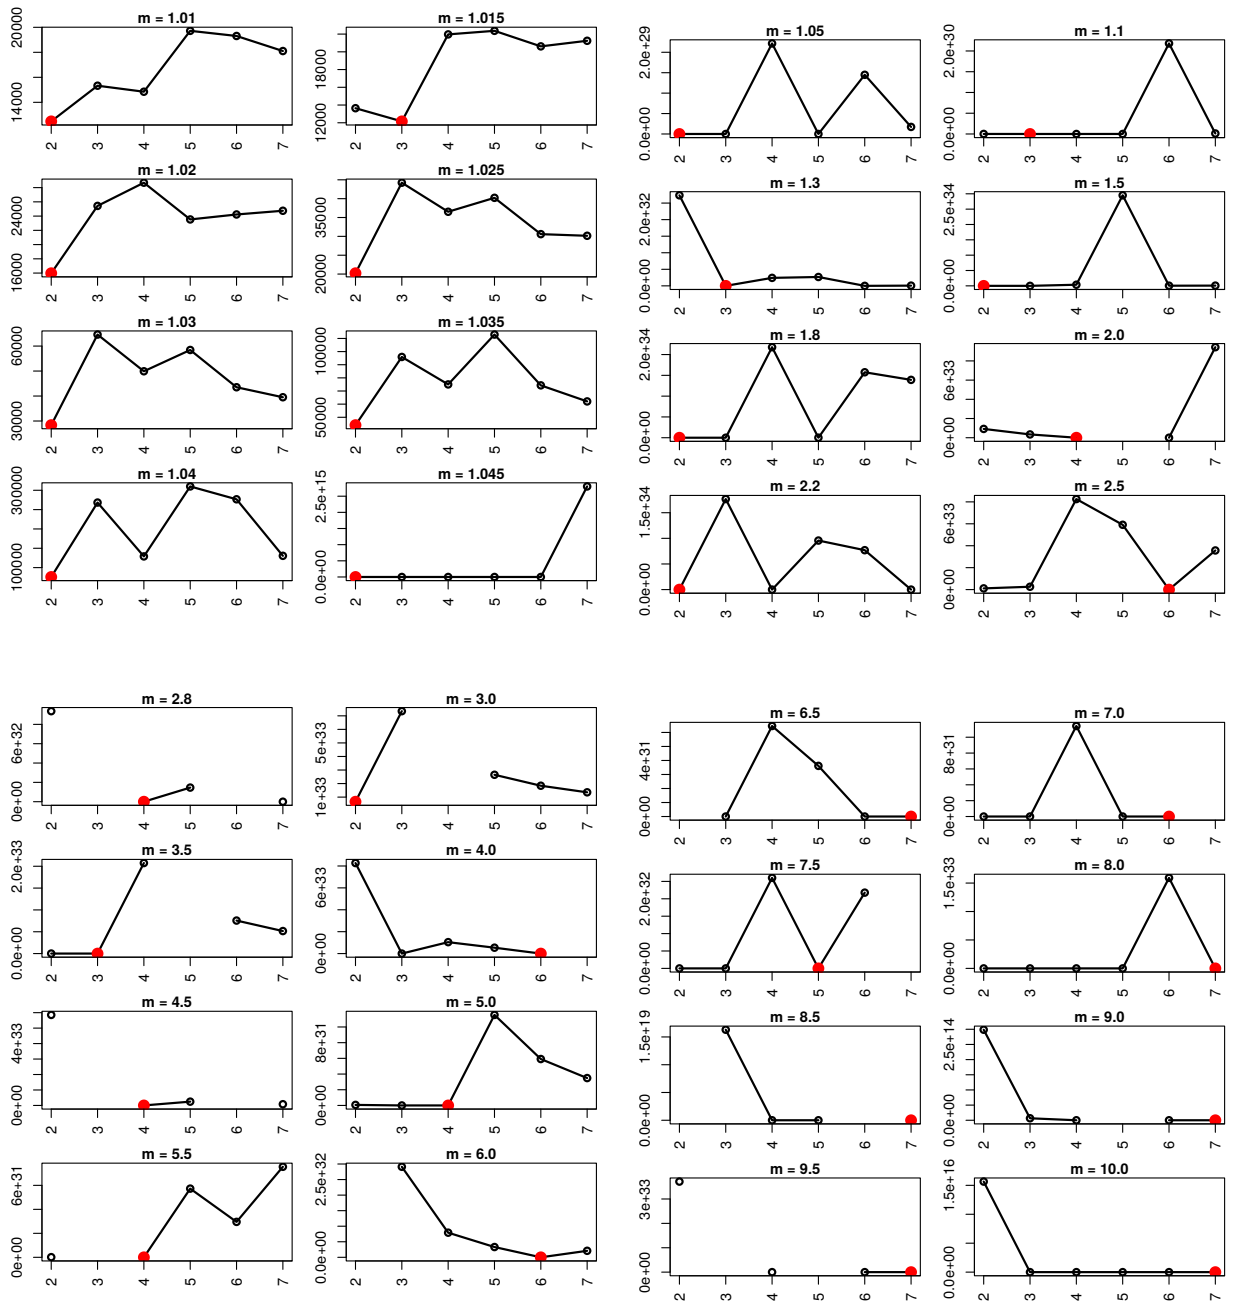 m = 1.01
20000
14000
2 3 4 5 6 7
m = 1.015
18000
12000
2 3 4 5 6 7
m = 1.02
24000
16000
2 3 4 5 6 7
m = 1.025
35000
20000
2 3 4 5 6 7
m = 1.03
60000
30000
2 3 4 5 6 7
m = 1.035
100000
50000
2 3 4 5 6 7
m = 1.04
300000
100000
2 3 4 5 6 7
m = 1.045
2.5e+15
0.0e+00
2 3 4 5 6 7
m = 1.05
2.0e+29
0.0e+00
2 3 4 5 6 7
m = 1.1
2.0e+30
0.0e+00
2 3 4 5 6 7
m = 1.3
2.0e+32
0.0e+00
2 3 4 5 6 7
m = 1.5
2.5e+34
0.0e+00
2 3 4 5 6 7
m = 1.8
2.0e+34
0.0e+00
2 3 4 5 6 7
m = 2.0
6e+33
0e+00
2 3 4 5 6 7
m = 2.2
1.5e+34
0.0e+00
2 3 4 5 6 7
m = 2.5
6e+33
0e+00
2 3 4 5 6 7
m = 2.8
6e+32
0e+00
2 3 4 5 6 7
m = 3.0
5e+33
1e+33
2 3 4 5 6 7
m = 3.5
2.0e+33
0.0e+00
2 3 4 5 6 7
m = 4.0
6e+33
0e+00
2 3 4 5 6 7
m = 4.5
4e+33
0e+00
2 3 4 5 6 7
m = 5.0
8e+31
0e+00
2 3 4 5 6 7
m = 5.5
6e+31
0e+00
2 3 4 5 6 7
m = 6.0
2.5e+32
0.0e+00
2 3 4 5 6 7
m = 6.5
4e+31
0e+00
2 3 4 5 6 7
m = 7.0
8e+31
0e+00
2 3 4 5 6 7
m = 7.5
2.0e+32
0.0e+00
2 3 4 5 6 7
m = 8.0
1.5e+33
0.0e+00
2 3 4 5 6 7
m = 8.5
1.5e+19
0.0e+00
2 3 4 5 6 7
m = 9.0
2.5e+14
0.0e+00
2 3 4 5 6 7
m = 9.5
3e+33
0e+00
2 3 4 5 6 7
m = 10.0
1.5e+16
0.0e+00
2 3 4 5 6 7